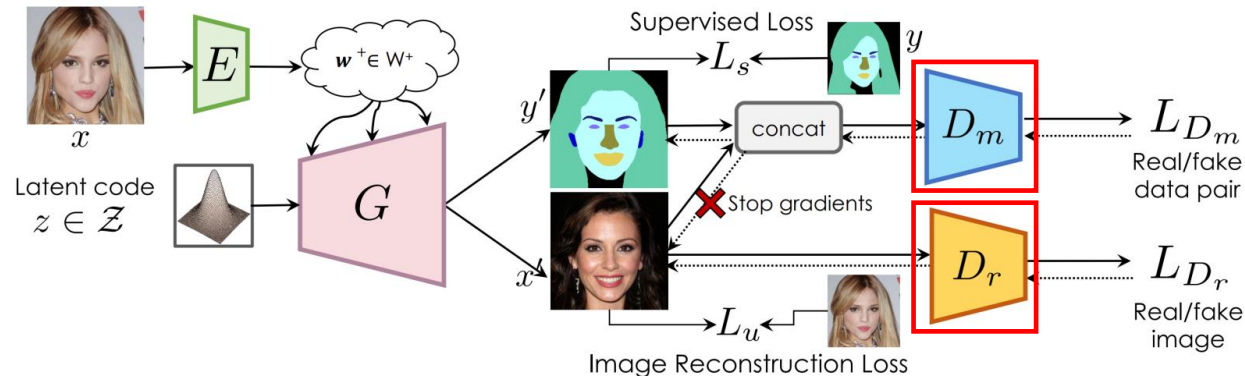 Supervised Loss
E
w⁺ ∈ W⁺
L_s
y
y′
x
concat
D_m
L_{D_m}
Real/fake
data pair
Latent code
z ∈ 𝒵
G
Stop gradients
x′
D_r
L_{D_r}
Real/fake
image
L_u
Image Reconstruction Loss